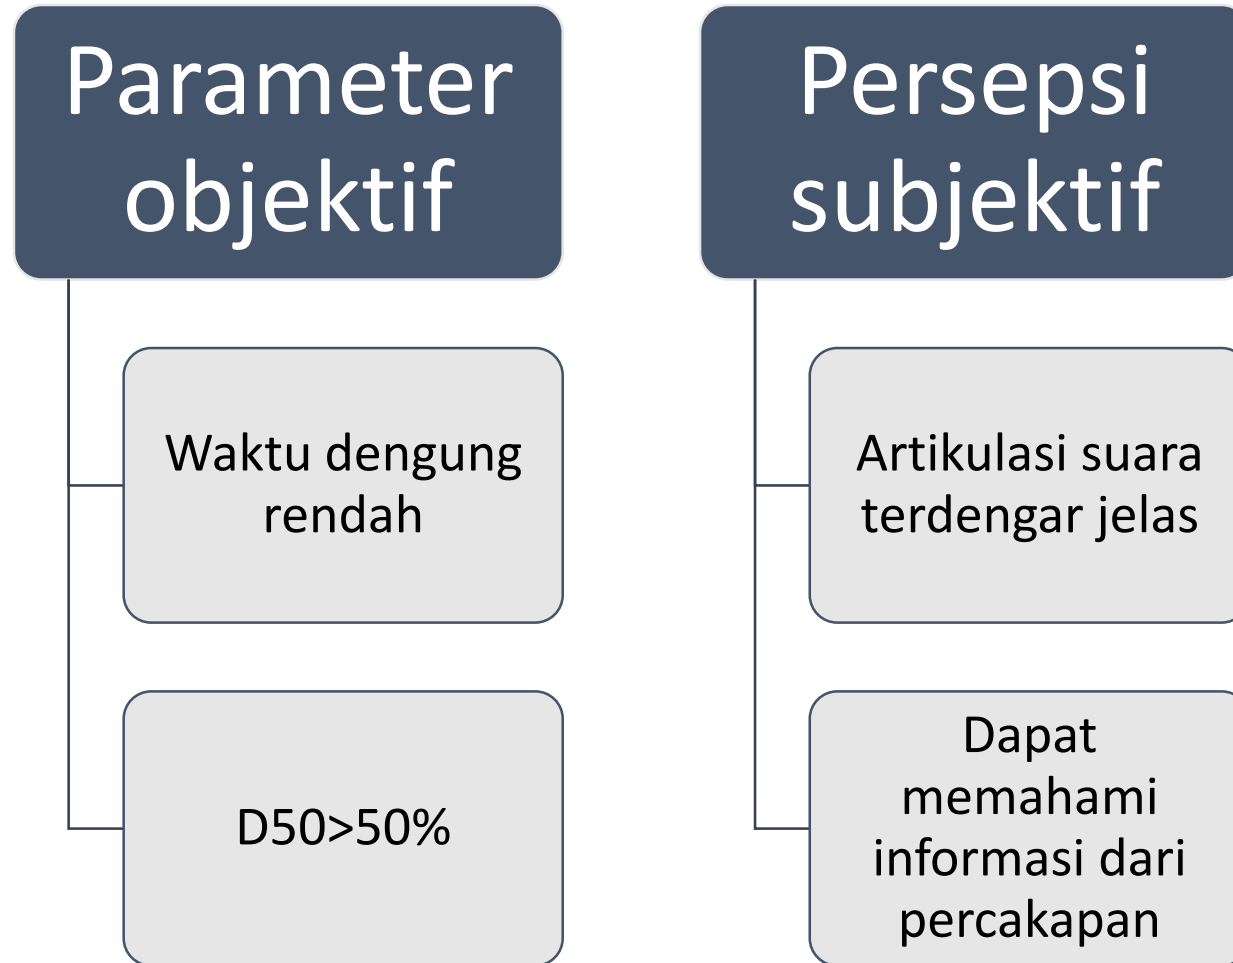 Parameter
objektif
Waktu dengung
rendah
D50>50%
Persepsi
subjektif
Artikulasi suara
terdengar jelas
Dapat
memahami
informasi dari
percakapan